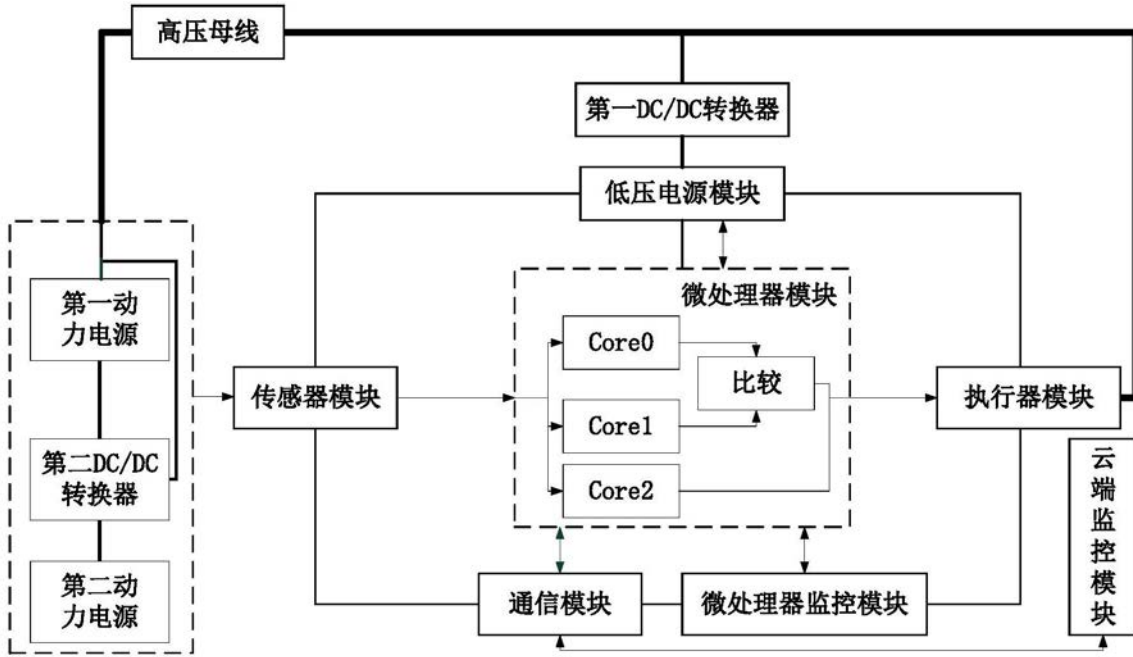 高压母线
第一DC/DC转换器
低压电源模块
微处理器模块
第一动
力电源
Core0
比较
传感器模块
执行器模块
Core1
第二DC/DC
转换器
Core2
云
端
监
控
模
块
第二动
力电源
通信模块
微处理器监控模块